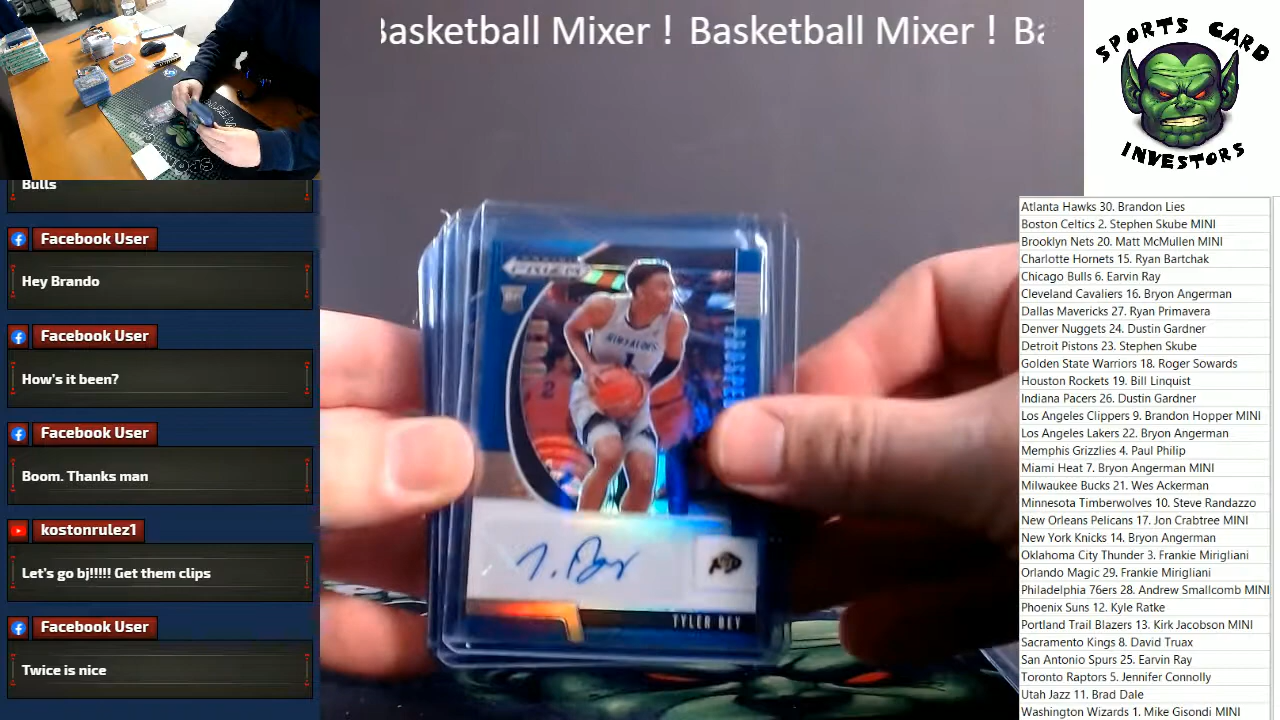 Basketball Mixer ! Basketball Mixer ! Ba
SPORTS CARD
INVESTORS
Bulls
Facebook User
Hey Brando
Facebook User
How's it been?
Facebook User
Boom. Thanks man
kostonrulez1
Let's go bj!!!!! Get them clips
Facebook User
Twice is nice
PRIZM
RC
1
TYLER BEY
Atlanta Hawks 30. Brandon Lies
Boston Celtics 2. Stephen Skube MINI
Brooklyn Nets 20. Matt McMullen MINI
Charlotte Hornets 15. Ryan Bartchak
Chicago Bulls 6. Earvin Ray
Cleveland Cavaliers 16. Bryon Angerman
Dallas Mavericks 27. Ryan Primavera
Denver Nuggets 24. Dustin Gardner
Detroit Pistons 23. Stephen Skube
Golden State Warriors 18. Roger Sowards
Houston Rockets 19. Bill Linquist
Indiana Pacers 26. Dustin Gardner
Los Angeles Clippers 9. Brandon Hopper MINI
Los Angeles Lakers 22. Bryon Angerman
Memphis Grizzlies 4. Paul Philip
Miami Heat 7. Bryon Angerman MINI
Milwaukee Bucks 21. Wes Ackerman
Minnesota Timberwolves 10. Steve Randazzo
New Orleans Pelicans 17. Jon Crabtree MINI
New York Knicks 14. Bryon Angerman
Oklahoma City Thunder 3. Frankie Mirigliani
Orlando Magic 29. Frankie Mirigliani
Philadelphia 76ers 28. Andrew Smallcomb MINI
Phoenix Suns 12. Kyle Ratke
Portland Trail Blazers 13. Kirk Jacobson MINI
Sacramento Kings 8. David Truax
San Antonio Spurs 25. Earvin Ray
Toronto Raptors 5. Jennifer Connolly
Utah Jazz 11. Brad Dale
Washington Wizards 1. Mike Gisondi MINI